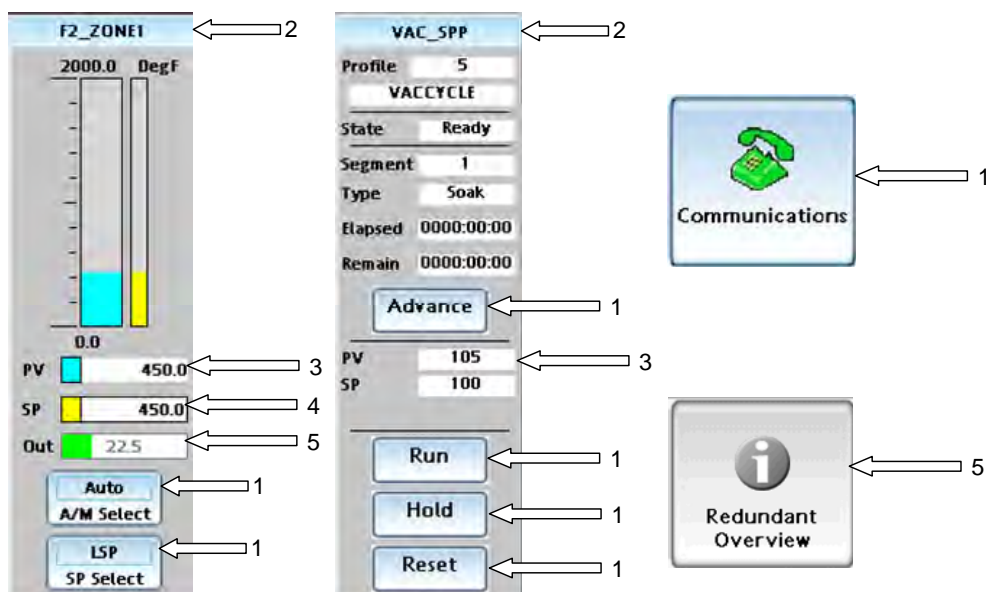 F2_ZONE1
2
2000.0 DegF
0.0
PV 450.0
3
SP 450.0
4
Out 22.5
5
Auto
1
A/M Select
LSP
1
SP Select
VAC_SPP
2
Profile 5
VACCYCLE
State Ready
Segment 1
Type Soak
Elapsed 0000:00:00
Remain 0000:00:00
Advance
1
PV 105
3
SP 100
Run
1
Hold
1
Reset
1
Communications
1
Redundant
Overview
5